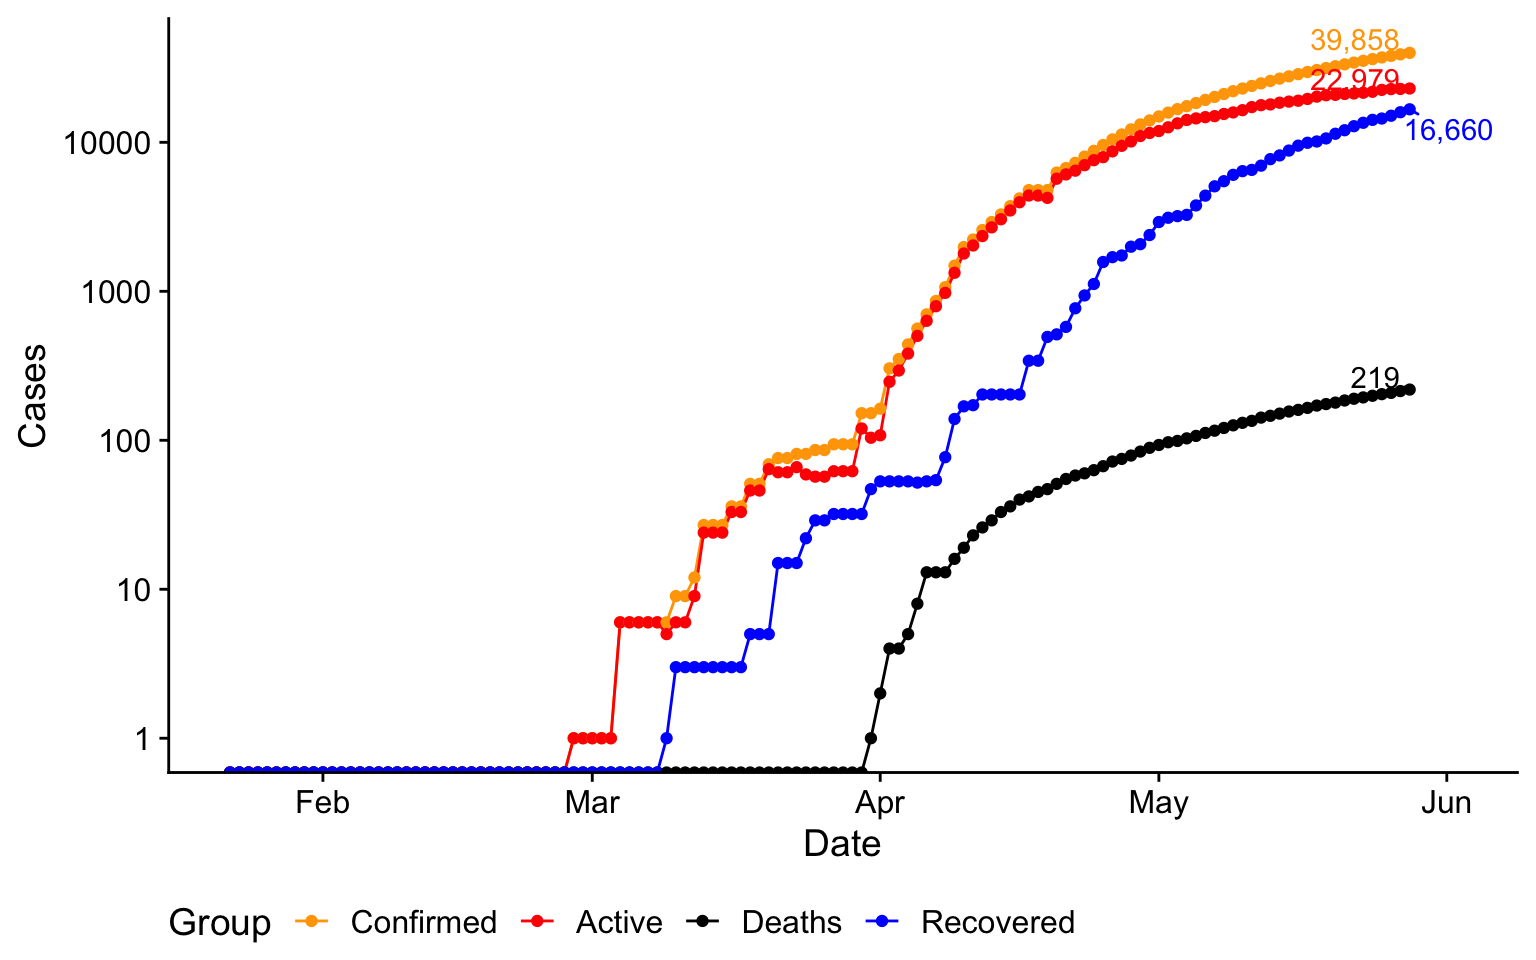 39,858
22,979
16,660
219
10000
1000
100
10
1
Cases
Feb Mar Apr May Jun
Date
Group Confirmed Active Deaths Recovered